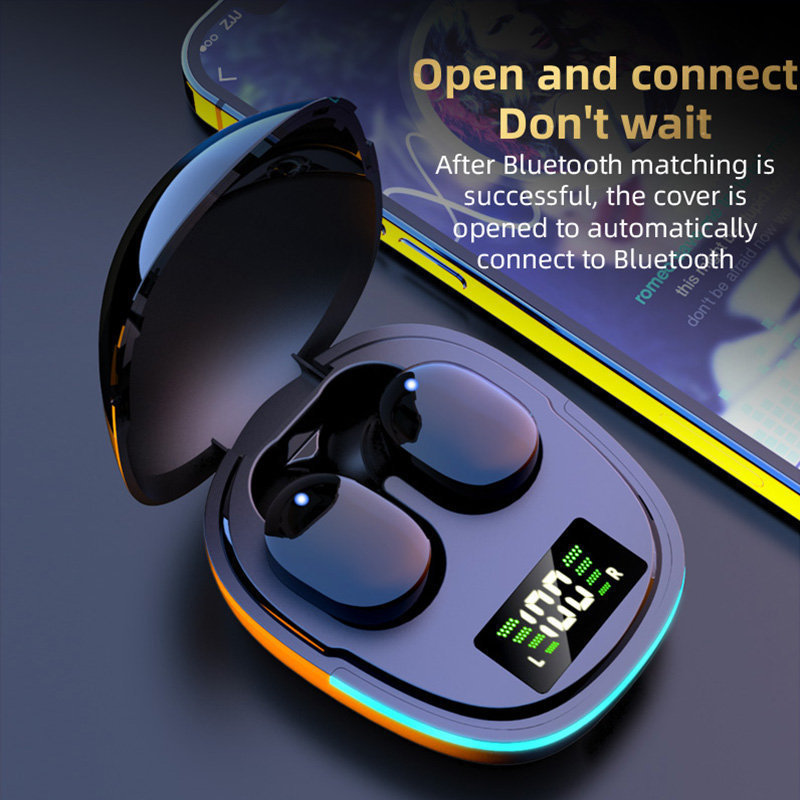 Open and connect
Don't wait
After Bluetooth matching is
successful, the cover is
opened to automatically
connect to Bluetooth
ZJJ
100
L
R